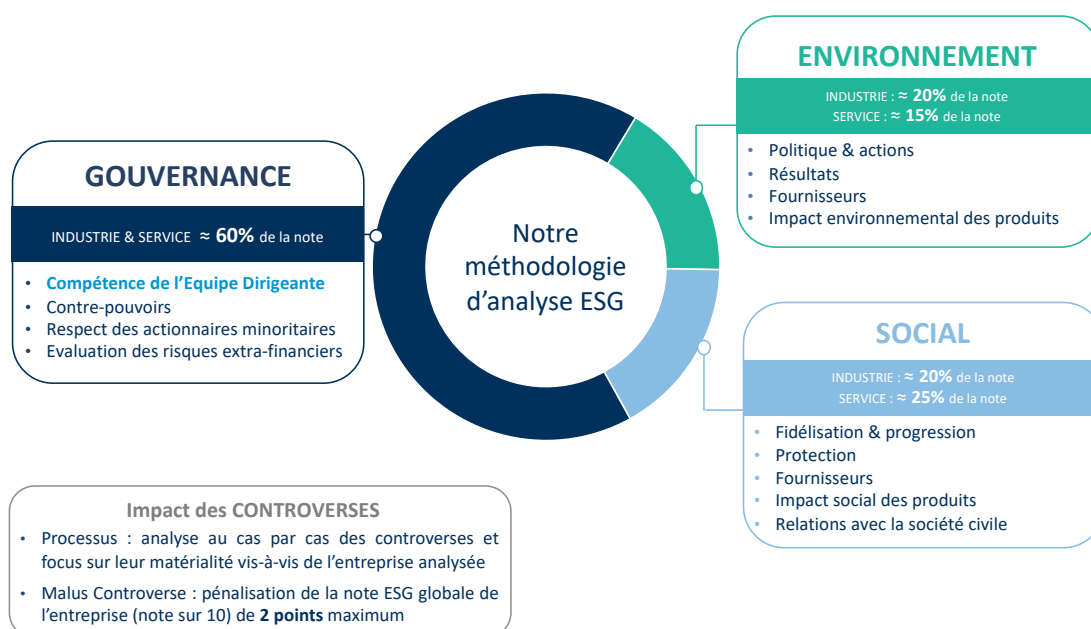 ENVIRONNEMENT
INDUSTRIE : ≈ 20% de la note
SERVICE : ≈ 15% de la note
• Politique & actions
• Résultats
• Fournisseurs
• Impact environnemental des produits
GOUVERNANCE
INDUSTRIE & SERVICE ≈ 60% de la note
• Compétence de l'Equipe Dirigeante
• Contre-pouvoirs
• Respect des actionnaires minoritaires
• Evaluation des risques extra-financiers
Notre
méthodologie
d'analyse ESG
SOCIAL
INDUSTRIE : ≈ 20% de la note
SERVICE : ≈ 25% de la note
• Fidélisation & progression
• Protection
• Fournisseurs
• Impact social des produits
• Relations avec la société civile
Impact des CONTROVERSES
• Processus : analyse au cas par cas des controverses et
focus sur leur matérialité vis-à-vis de l'entreprise analysée
• Malus Controverse : pénalisation de la note ESG globale de
l'entreprise (note sur 10) de 2 points maximum